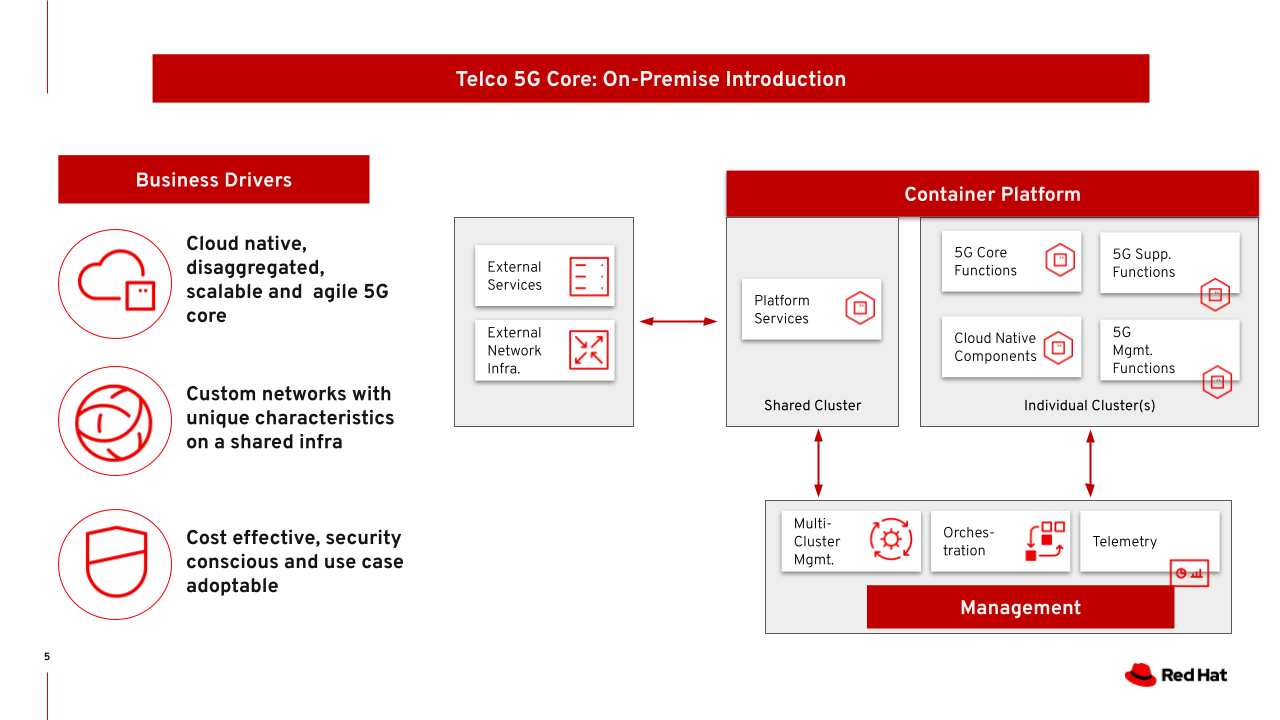 Telco 5G Core: On-Premise Introduction
Business Drivers
Cloud native,
disaggregated,
scalable and agile 5G
core
Custom networks with
unique characteristics
on a shared infra
Cost effective, security
conscious and use case
adoptable
External
Services
External
Network
Infra.
Container Platform
Platform
Services
Shared Cluster
5G Core
Functions
5G Supp.
Functions
Cloud Native
Components
5G
Mgmt.
Functions
Individual Cluster(s)
Multi-
Cluster
Mgmt.
Orches-
tration
Telemetry
Management
5
Red Hat